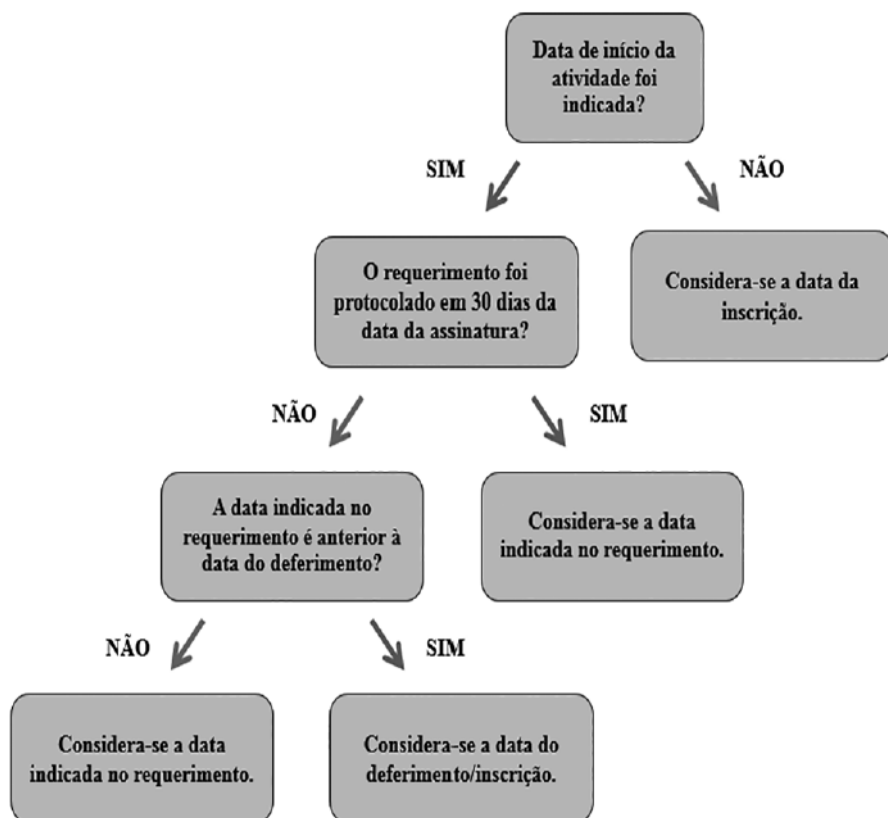 Data de início da
atividade foi
indicada?
SIM
NÃO
O requerimento foi
protocolado em 30 dias da
data da assinatura?
Considera-se a data da
inscrição.
NÃO
SIM
A data indicada no
requerimento é anterior à
data do deferimento?
Considera-se a data
indicada no requerimento.
NÃO
SIM
Considera-se a data
indicada no requerimento.
Considera-se a data do
deferimento/inscrição.